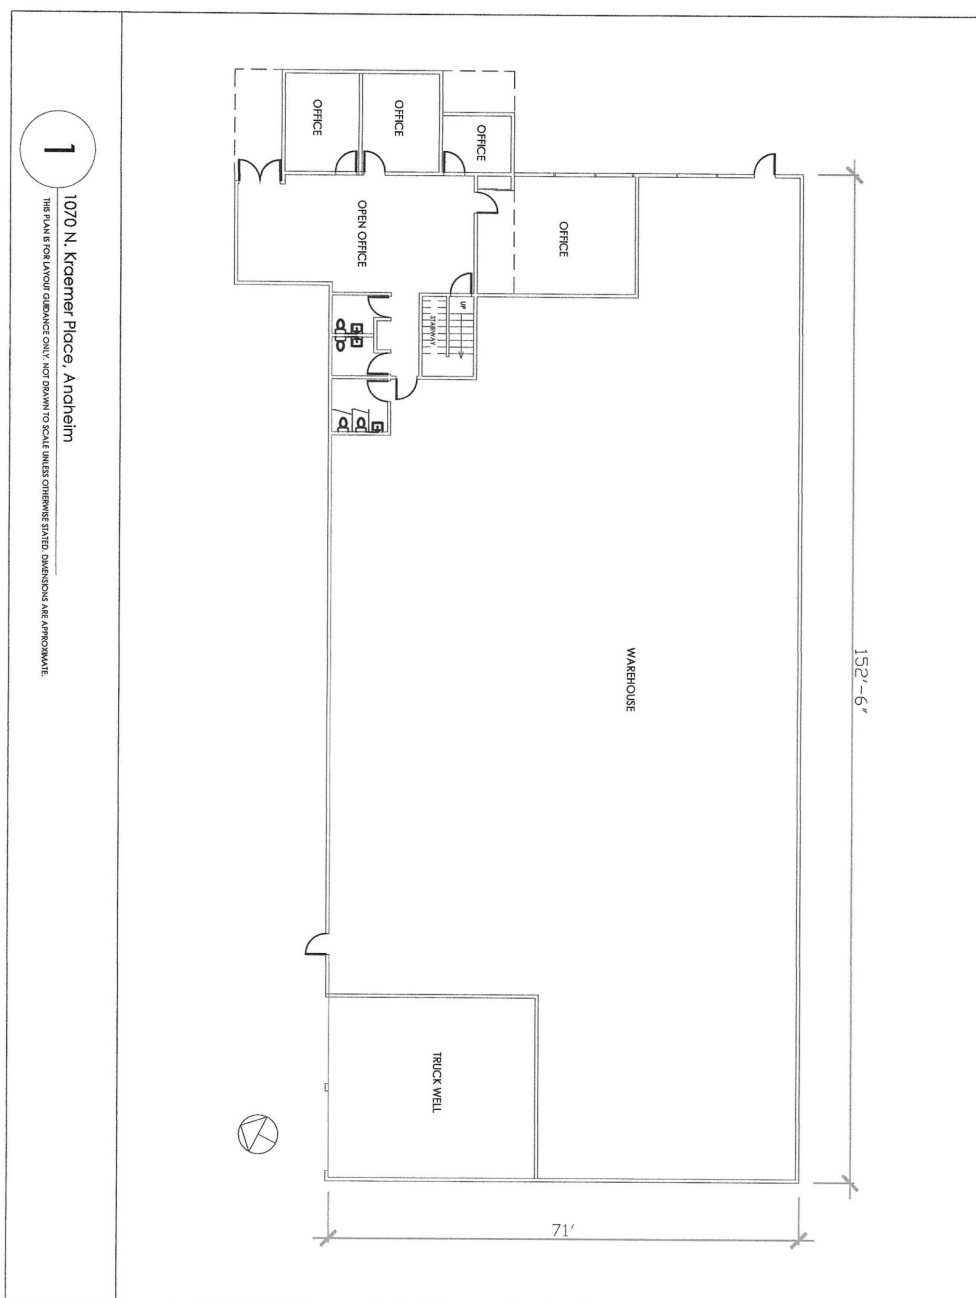 1
1070 N. Kraemer Place, Anaheim
THIS PLAN IS FOR LAYOUT GUIDANCE ONLY. NOT DRAWN TO SCALE UNLESS OTHERWISE STATED. DIMENSIONS ARE APPROXIMATE.
OFFICE
OFFICE
OFFICE
OPEN OFFICE
OFFICE
UP
STAIRWAY
WAREHOUSE
TRUCK WELL
152'-6"
71'